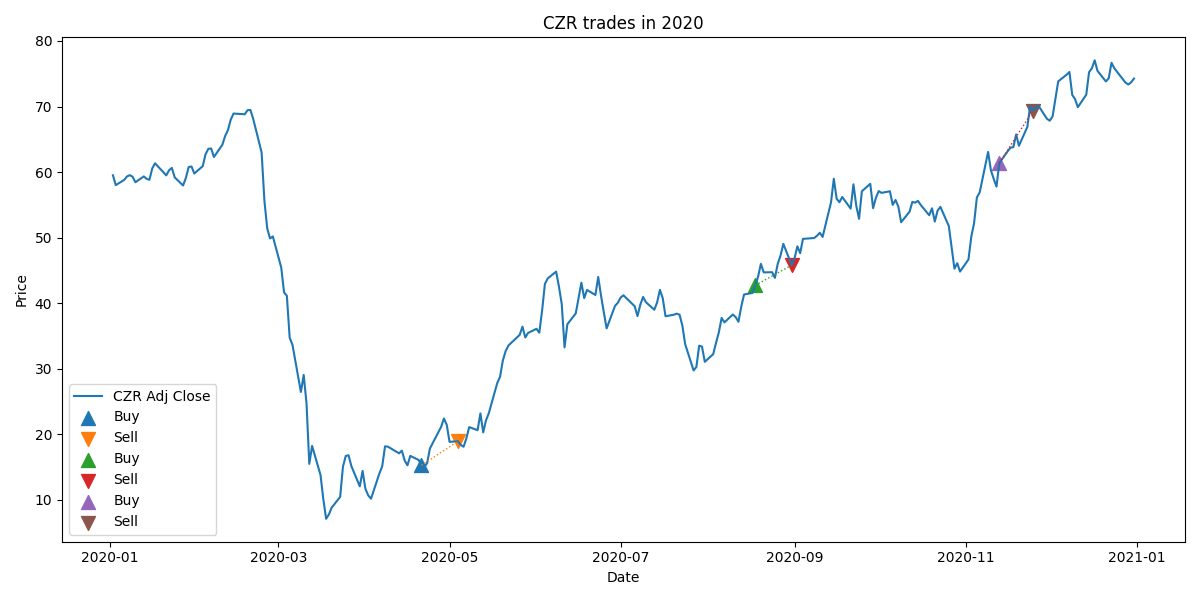 CZR trades in 2020
80
70
60
50
40
30
20
10
Price
CZR Adj Close
Buy
Sell
Buy
Sell
Buy
Sell
2020-01
2020-03
2020-05
2020-07
2020-09
2020-11
2021-01
Date